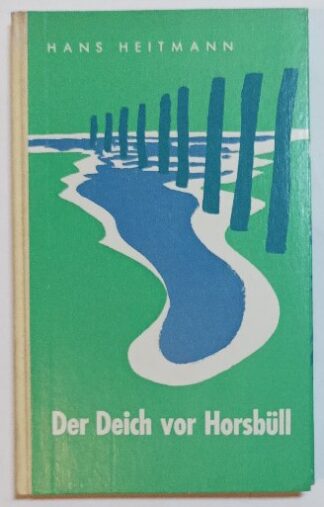 HANS HEITMANN
Der Deich vor Horsbüll